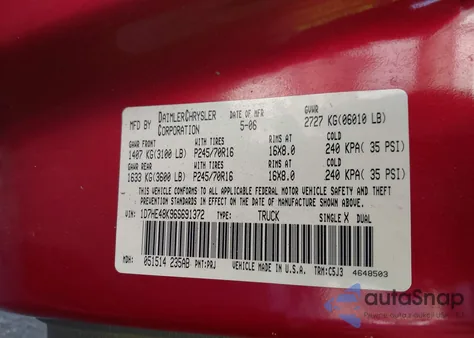 MFD BY DAIMLERCHRYSLER CORPORATION DATE OF MFR 5-06 GVWR 2727 KG(06010 LB)
GAWR FRONT WITH TIRES RIMS AT COLD
1407 KG(3100 LB) P245/70R16 16X8.0 240 KPA( 35 PSI)
GAWR REAR WITH TIRES RIMS AT COLD
1633 KG(3600 LB) P245/70R16 16X8.0 240 KPA( 35 PSI)
THIS VEHICLE CONFORMS TO ALL APPLICABLE FEDERAL MOTOR VEHICLE SAFETY AND THEFT
PREVENTION STANDARDS IN EFFECT ON THE DATE OF MANUFACTURE SHOWN ABOVE.
VIN: 1D7HE48K96S691372 TYPE: TRUCK SINGLE X DUAL
MDH: 051514 235AB PNT:PRJ VEHICLE MADE IN U.S.A. TRM:C5J3 4648503
autoSnap